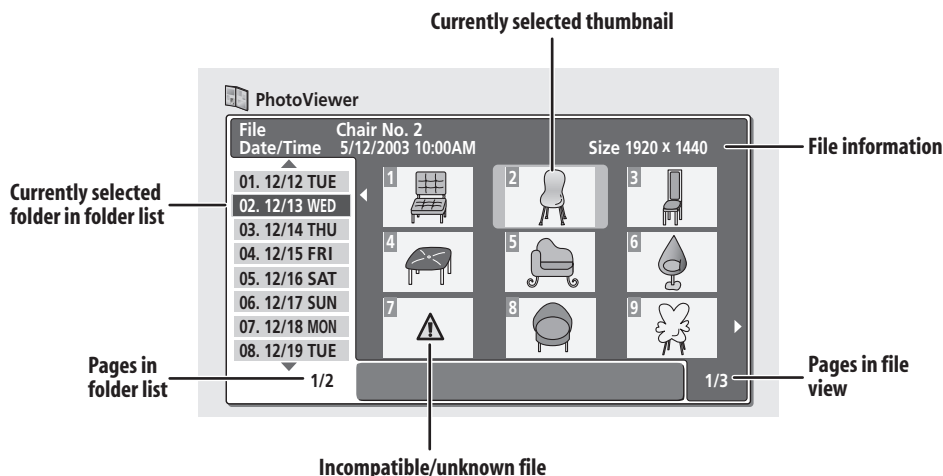 Currently selected thumbnail
PhotoViewer
File Chair No. 2
Date/Time 5/12/2003 10:00AM Size 1920 x 1440
File information
Currently selected
folder in folder list
01. 12/12 TUE
02. 12/13 WED
03. 12/14 THU
04. 12/15 FRI
05. 12/16 SAT
06. 12/17 SUN
07. 12/18 MON
08. 12/19 TUE
1 2 3
4 5 6
7 8 9
Pages in
folder list
1/2
1/3
Pages in file
view
Incompatible/unknown file